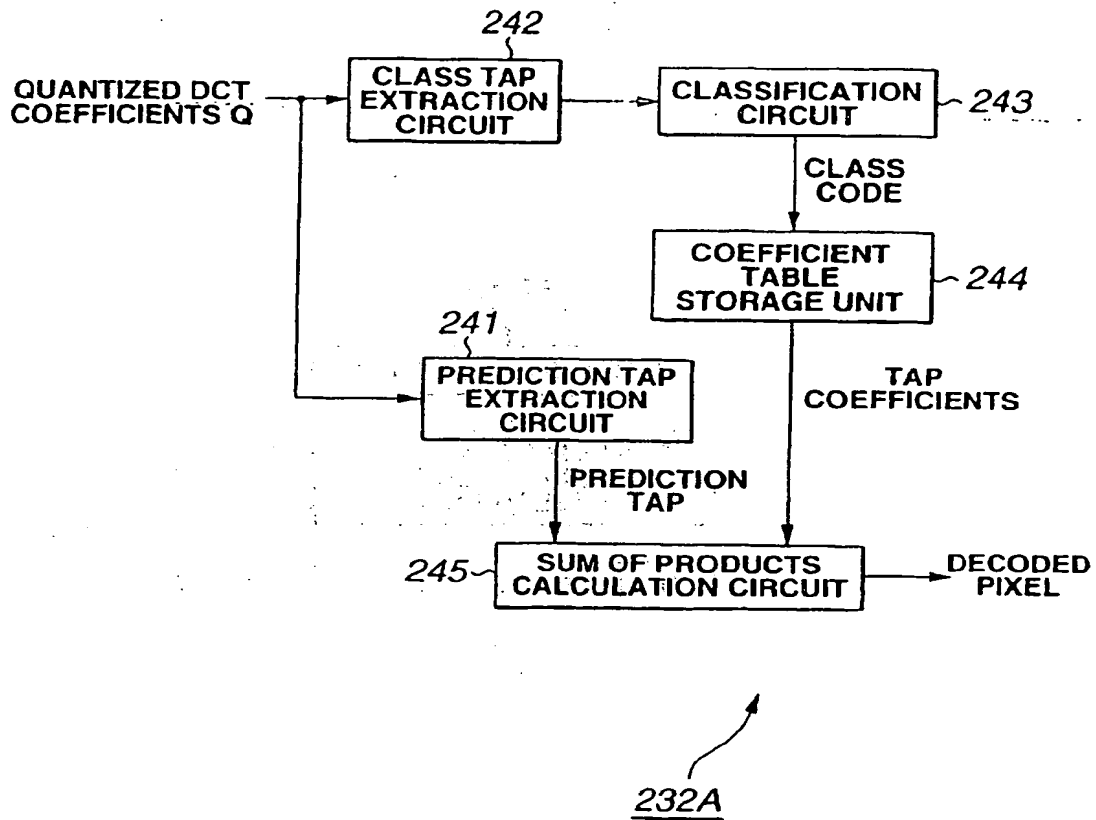 242
QUANTIZED DCT
COEFFICIENTS Q
CLASS TAP
EXTRACTION
CIRCUIT
CLASSIFICATION
CIRCUIT
243
CLASS
CODE
COEFFICIENT
TABLE
STORAGE UNIT
244
241
PREDICTION TAP
EXTRACTION
CIRCUIT
TAP
COEFFICIENTS
PREDICTION
TAP
245
SUM OF PRODUCTS
CALCULATION CIRCUIT
DECODED
PIXEL
232A